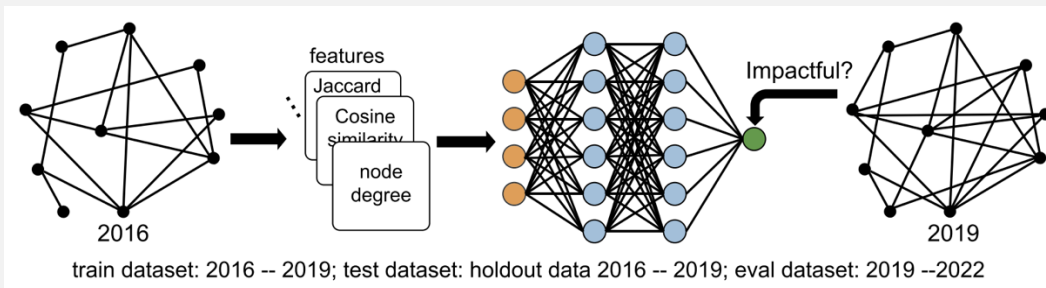 features
Jaccard
Cosine
similarity
node
degree
Impactful?
2016
2019
train dataset: 2016 -- 2019; test dataset: holdout data 2016 -- 2019; eval dataset: 2019 --2022